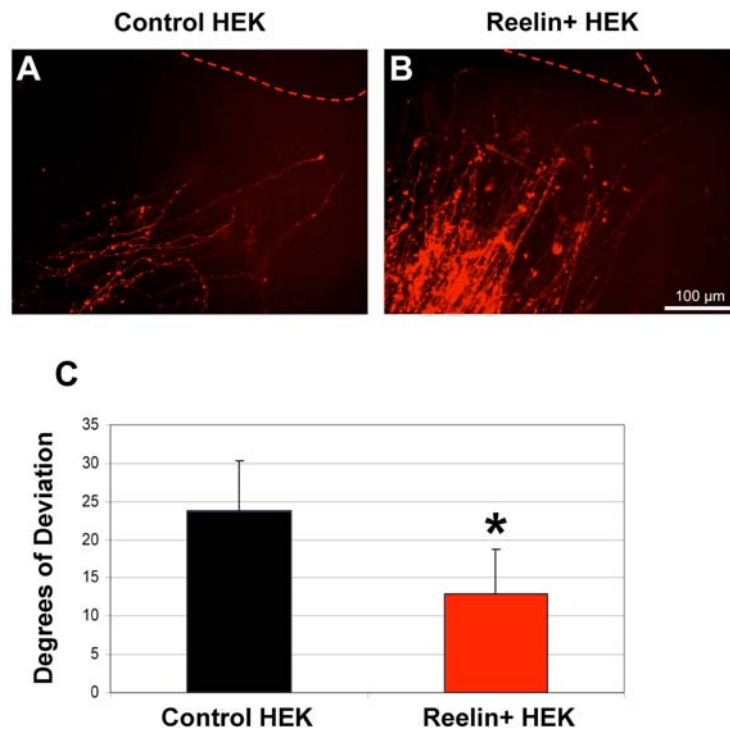 Control HEK Reelin+ HEK
A B
100 µm
C
Degrees of Deviation
35
30
25
20
15
10
5
0
*
Control HEK Reelin+ HEK